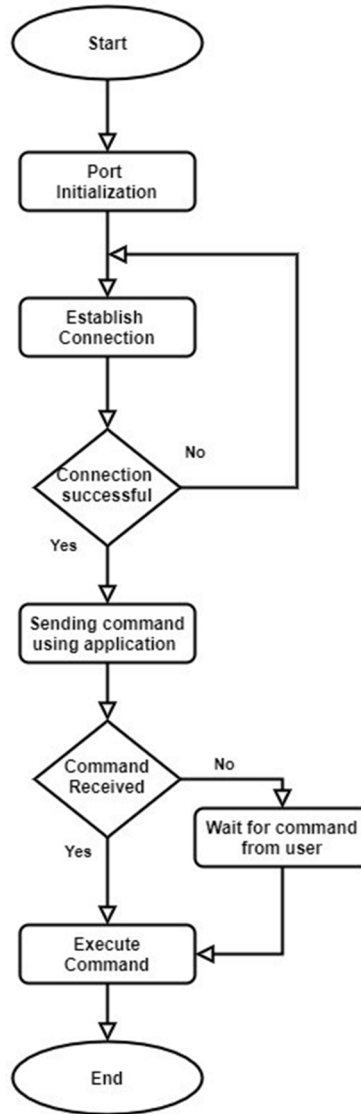 Start
Port
Initialization
Establish
Connection
No
Connection
successful
Yes
Sending command
using application
Command
Received
No
Wait for command
from user
Yes
Execute
Command
End